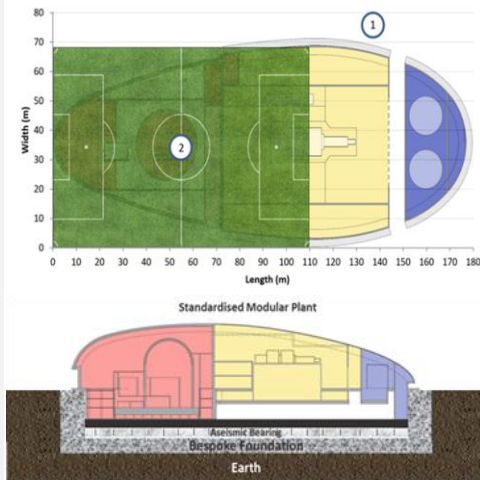 80
70
60
50
40
30
20
10
0
Width (m)
1
2
0 10 20 30 40 50 60 70 80 90 100 110 120 130 140 150 160 170 180
Length (m)
Standardised Modular Plant
Aseismic Bearing
Bespoke Foundation
Earth